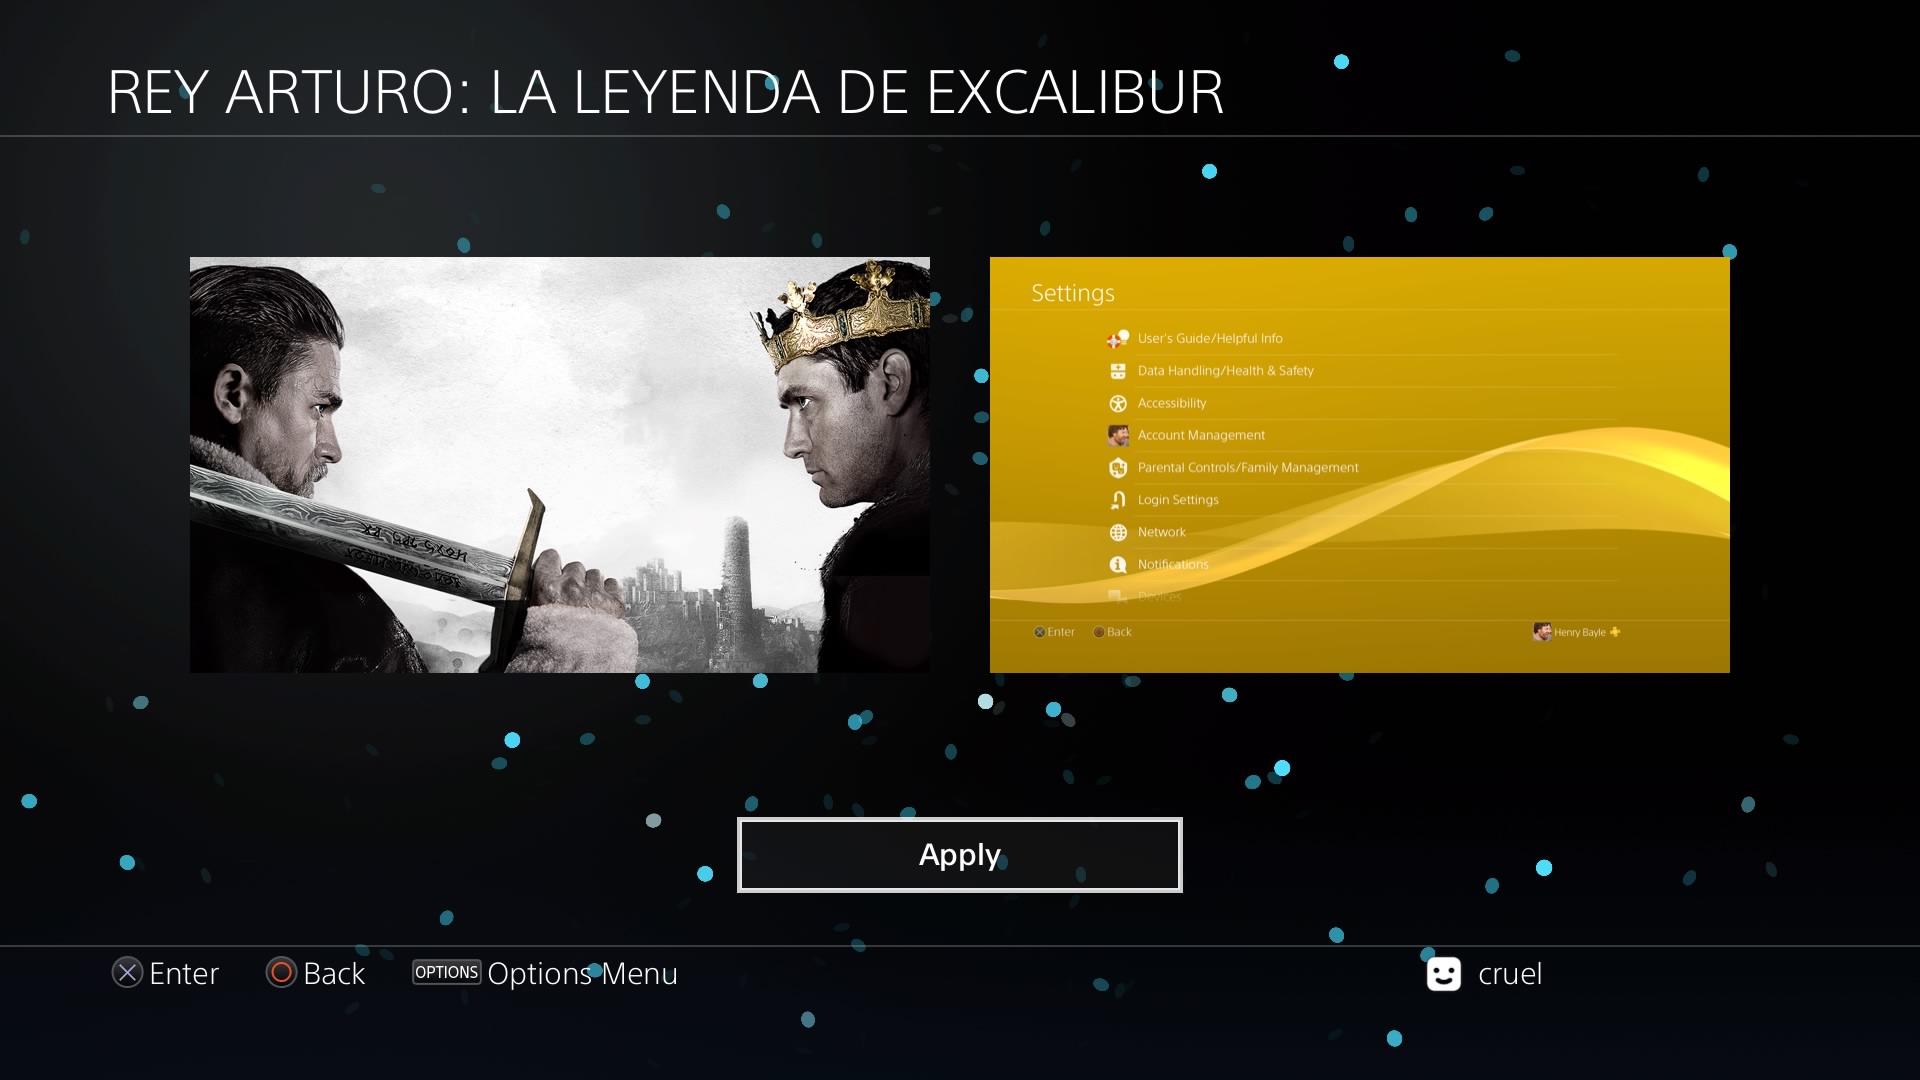 REY ARTURO: LA LEYENDA DE EXCALIBUR
Settings
User's Guide/Helpful Info
Data Handling/Health & Safety
Accessibility
Account Management
Parental Controls/Family Management
Login Settings
Network
Notifications
Devices
Enter
Back
Henry Bayle
Apply
Enter
Back
OPTIONS Options Menu
cruel